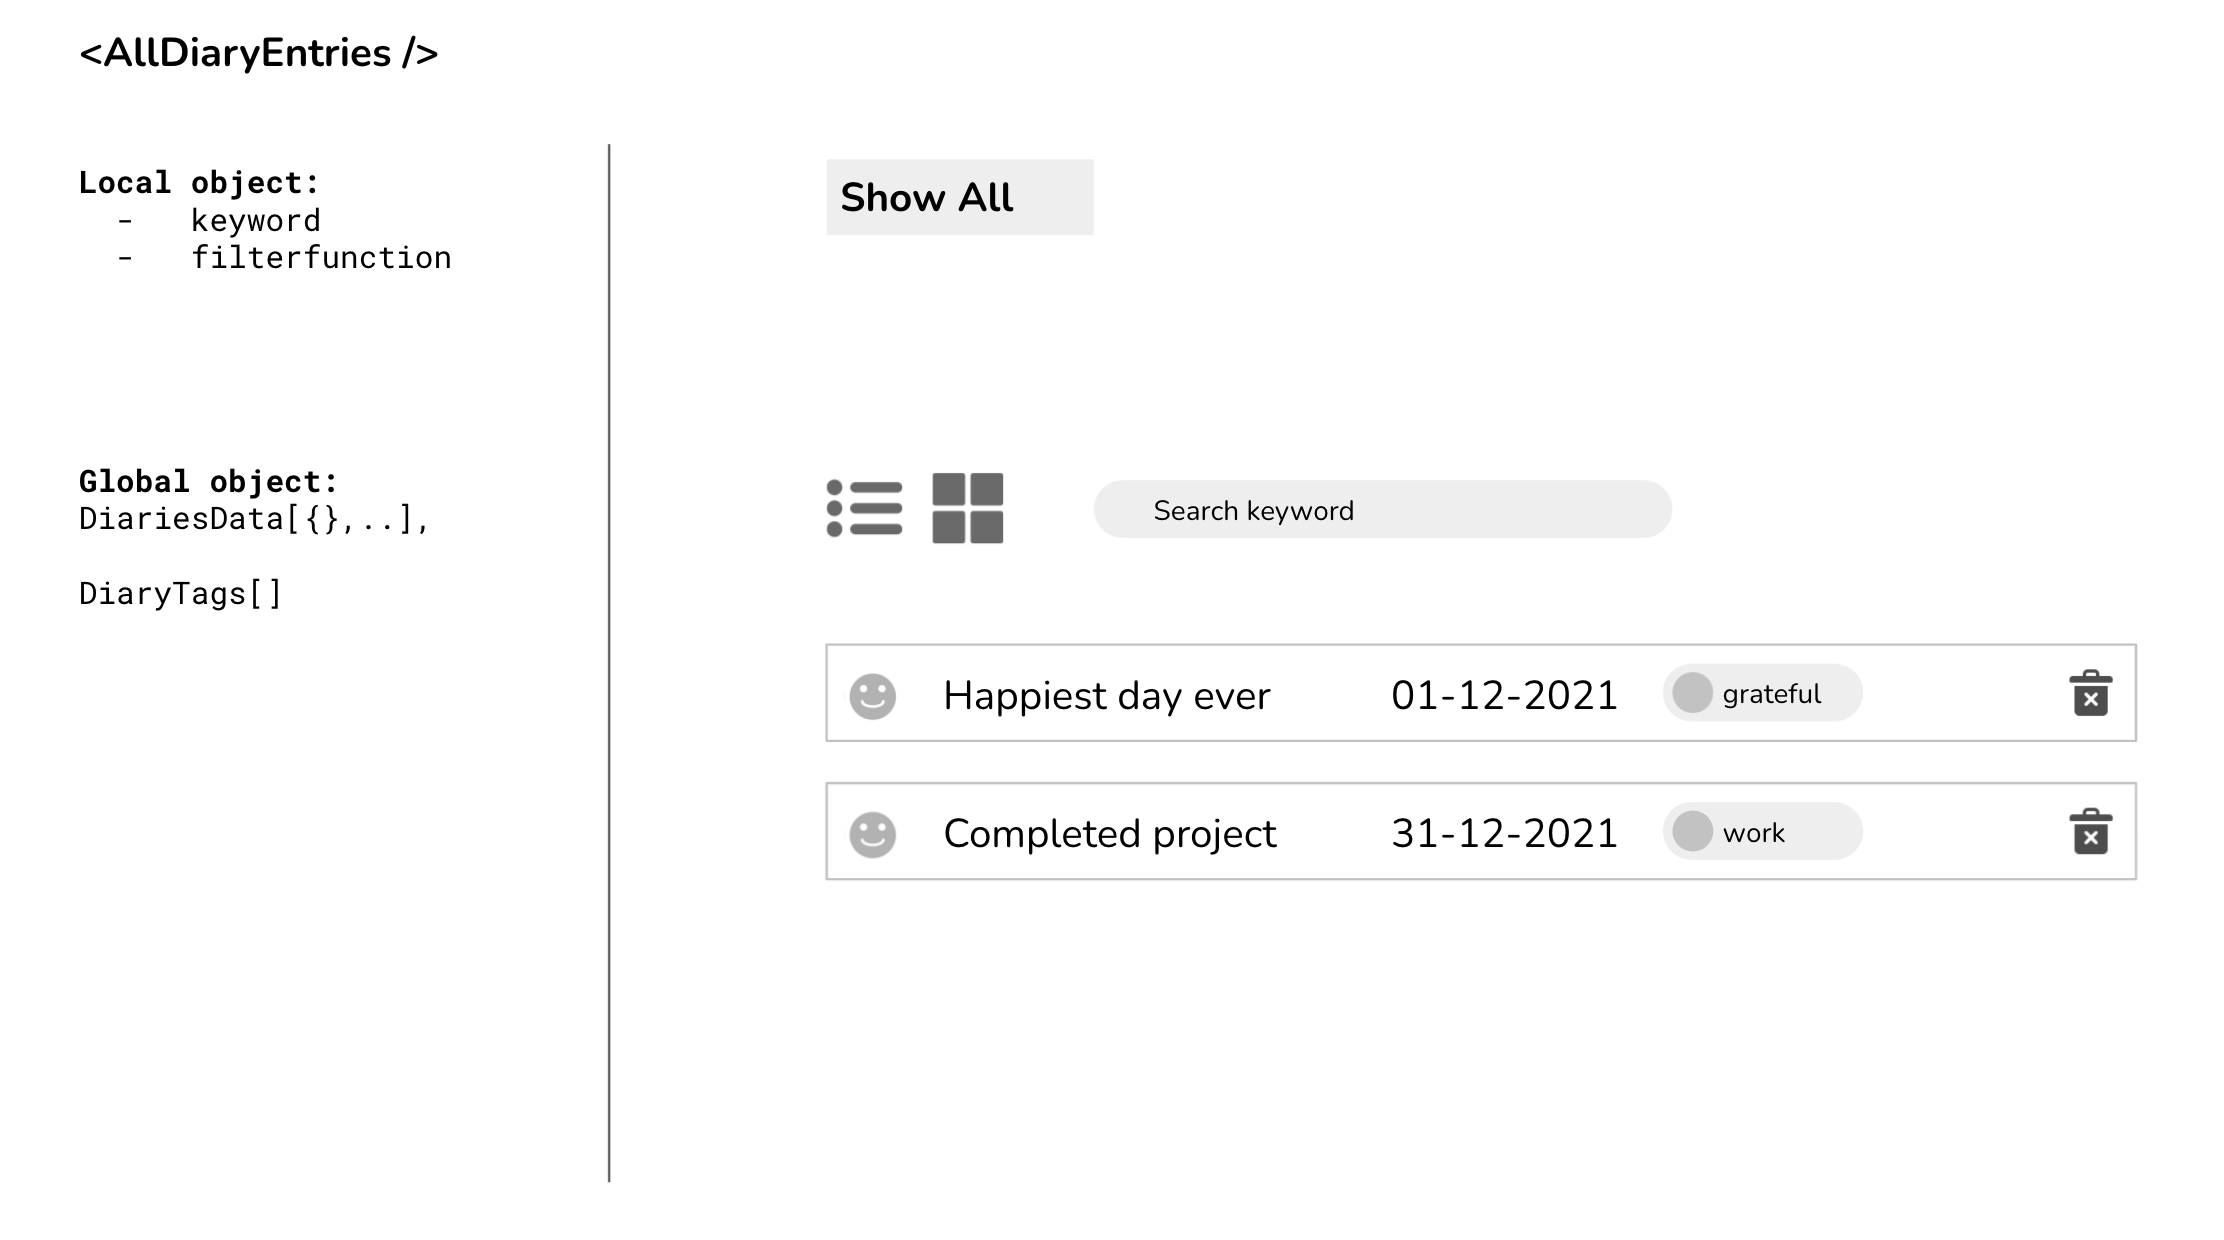 <AllDiaryEntries />
Local object:
- keyword
- filterfunction
Global object:
DiariesData[{},..],
DiaryTags[]
Show All
Search keyword
Happiest day ever 01-12-2021 grateful
Completed project 31-12-2021 work